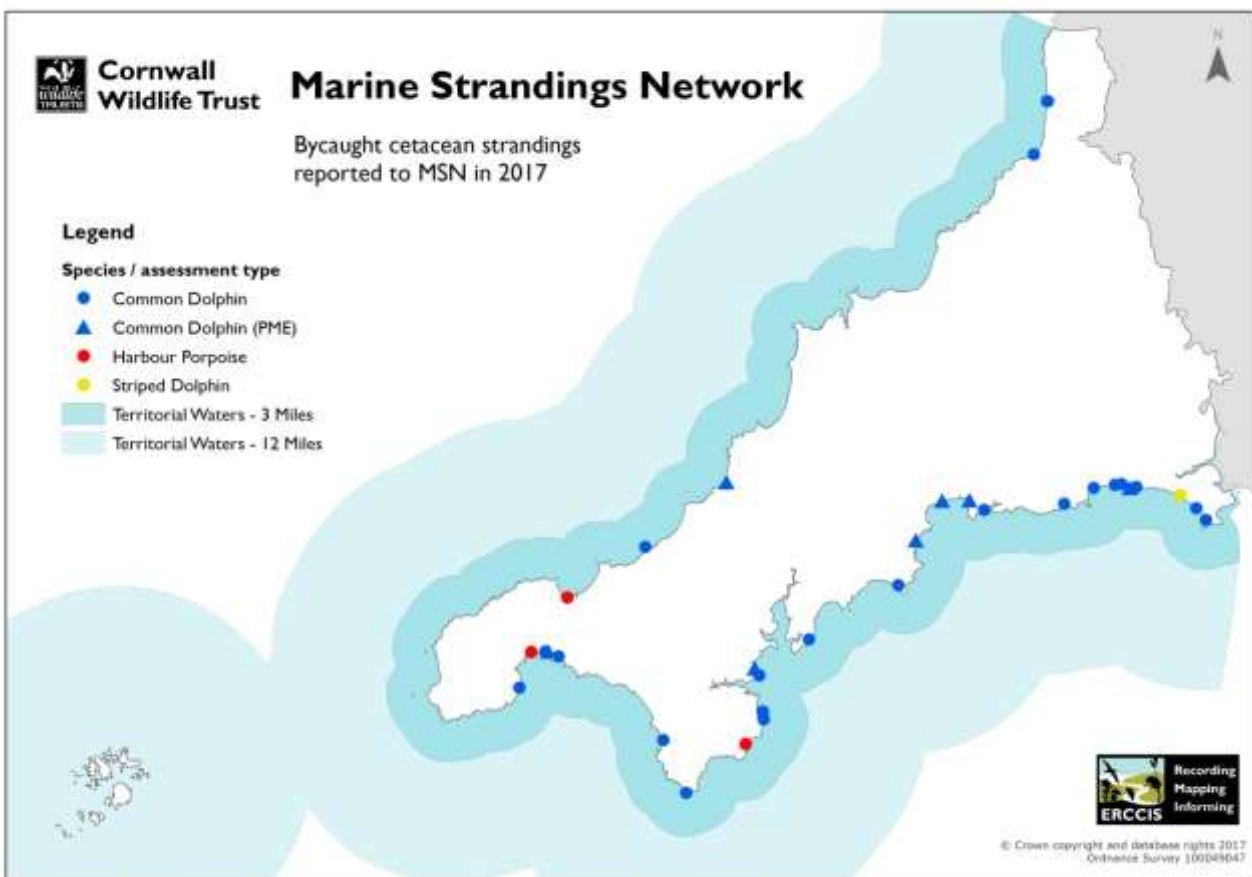 Cornwall
Wildlife Trust
Marine Strandings Network
Bycaught cetacean strandings
reported to MSN in 2017
N
Legend
Species / assessment type
Common Dolphin
Common Dolphin (PME)
Harbour Porpoise
Striped Dolphin
Territorial Waters - 3 Miles
Territorial Waters - 12 Miles
ERCCIS
Recording
Mapping
Informing
© Crown copyright and database rights 2017
Ordnance Survey 100049047